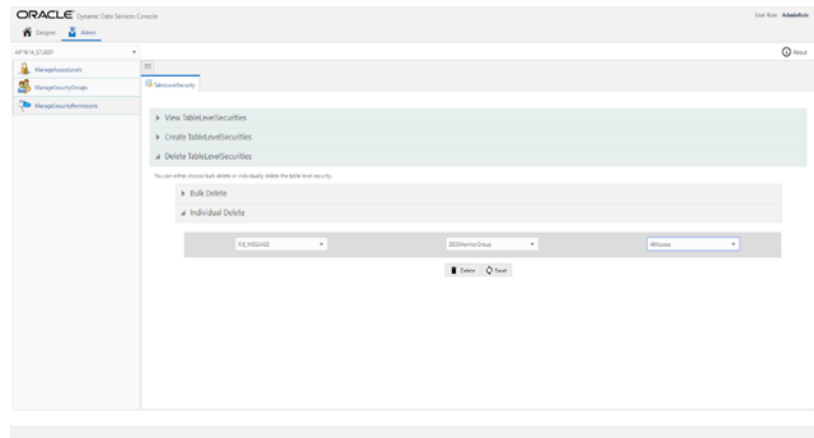 ORACLE Dynamic Data Services Console
User Role: AdminRole
Designer Admin
About
ManageAccessLevels
ManageSecurityGroups
ManageSecurityPermissions
TableLevelSecurity
View TableLevelSecurities
Create TableLevelSecurities
Delete TableLevelSecurities
You can either choose bulk delete or individually delete the table level security.
Bulk Delete
Individual Delete
RIB_MESSAGE AllAccess
Delete Reset